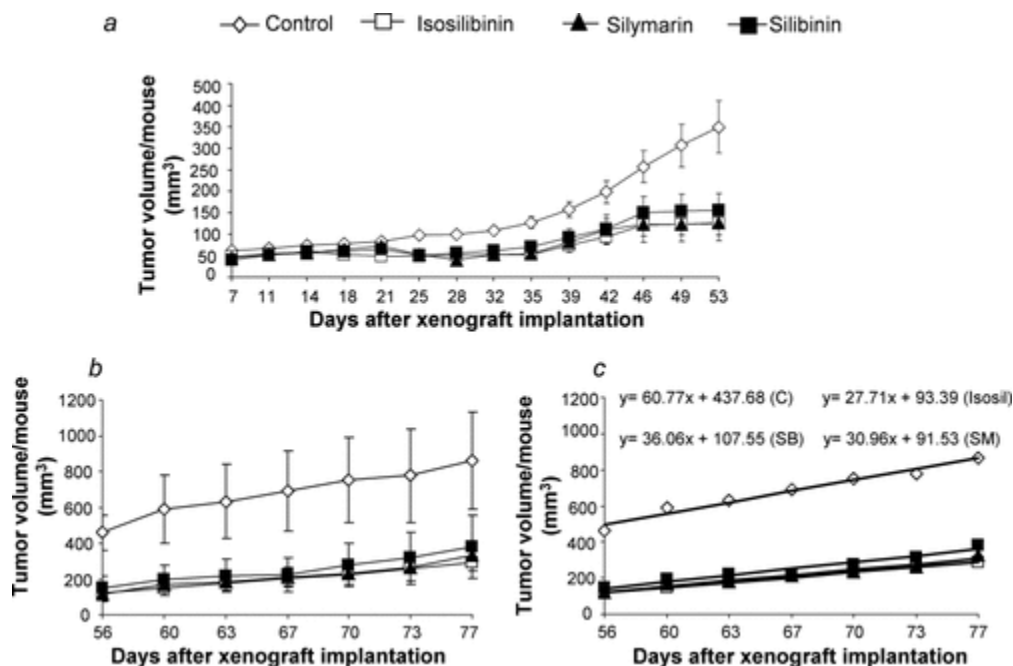 a
Control Isosilibinin Silymarin Silibinin
Tumor volume/mouse
(mm³)
500
400
350
300
250
200
150
100
50
0
7 11 14 18 21 25 28 32 35 39 42 46 49 53
Days after xenograft implantation
b
Tumor volume/mouse
(mm³)
1200
1000
800
600
400
200
0
56 60 63 67 70 73 77
Days after xenograft implantation
c
y= 60.77x + 437.68 (C) y= 27.71x + 93.39 (Isosil)
y= 36.06x + 107.55 (SB) y= 30.96x + 91.53 (SM)
Tumor volume/mouse
(mm³)
1200
1000
800
600
400
200
0
56 60 63 67 70 73 77
Days after xenograft implantation